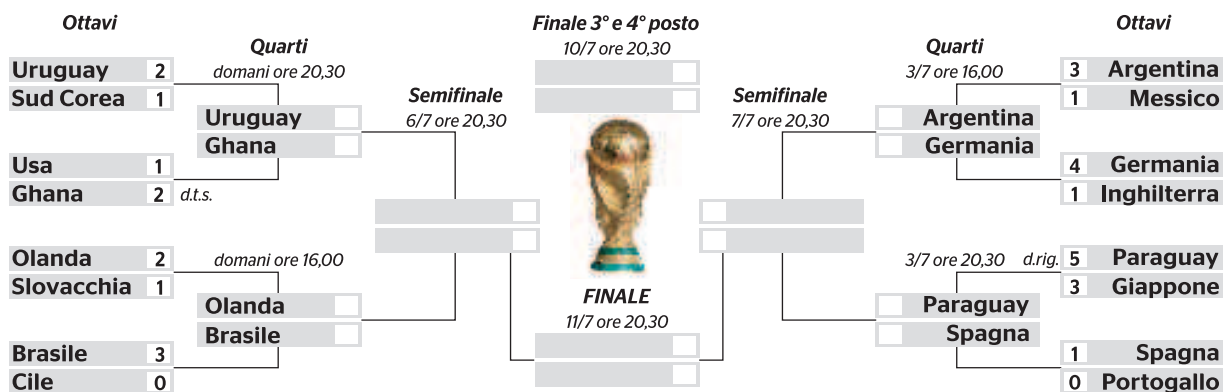 Ottavi
Quarti
domani ore 20,30
Uruguay 2
Sud Corea 1
Uruguay
Ghana
Usa 1
Ghana 2 d.t.s.
Olanda 2
Slovacchia 1
domani ore 16,00
Olanda
Brasile
Brasile 3
Cile 0
Semifinale
6/7 ore 20,30
Finale 3° e 4° posto
10/7 ore 20,30
FINALE
11/7 ore 20,30
Semifinale
7/7 ore 20,30
Quarti
3/7 ore 16,00
Argentina
Germania
3/7 ore 20,30
Paraguay
Spagna
Ottavi
3 Argentina
1 Messico
4 Germania
1 Inghilterra
d.rig. 5 Paraguay
3 Giappone
1 Spagna
0 Portogallo